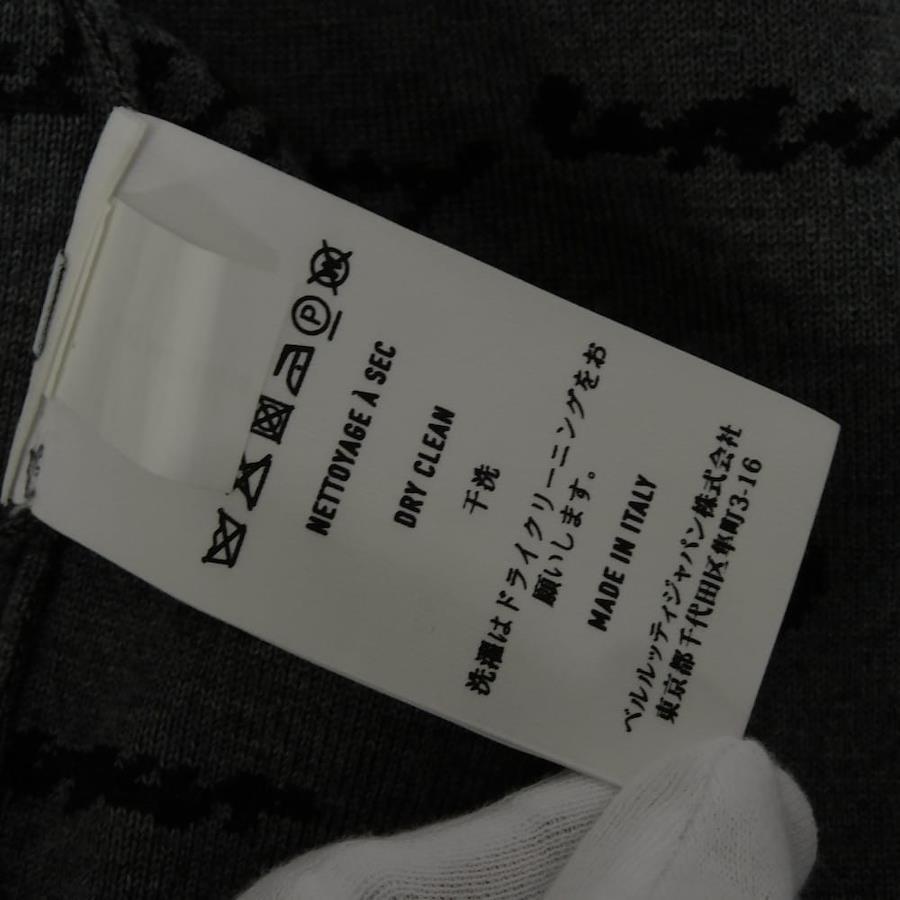 NETTOYAGE À SEC
DRY CLEAN
干洗
洗濯はドライクリーニングをお
願いします。
MADE IN ITALY
ベルルッティジャパン株式会社
東京都千代田区隼町3-16